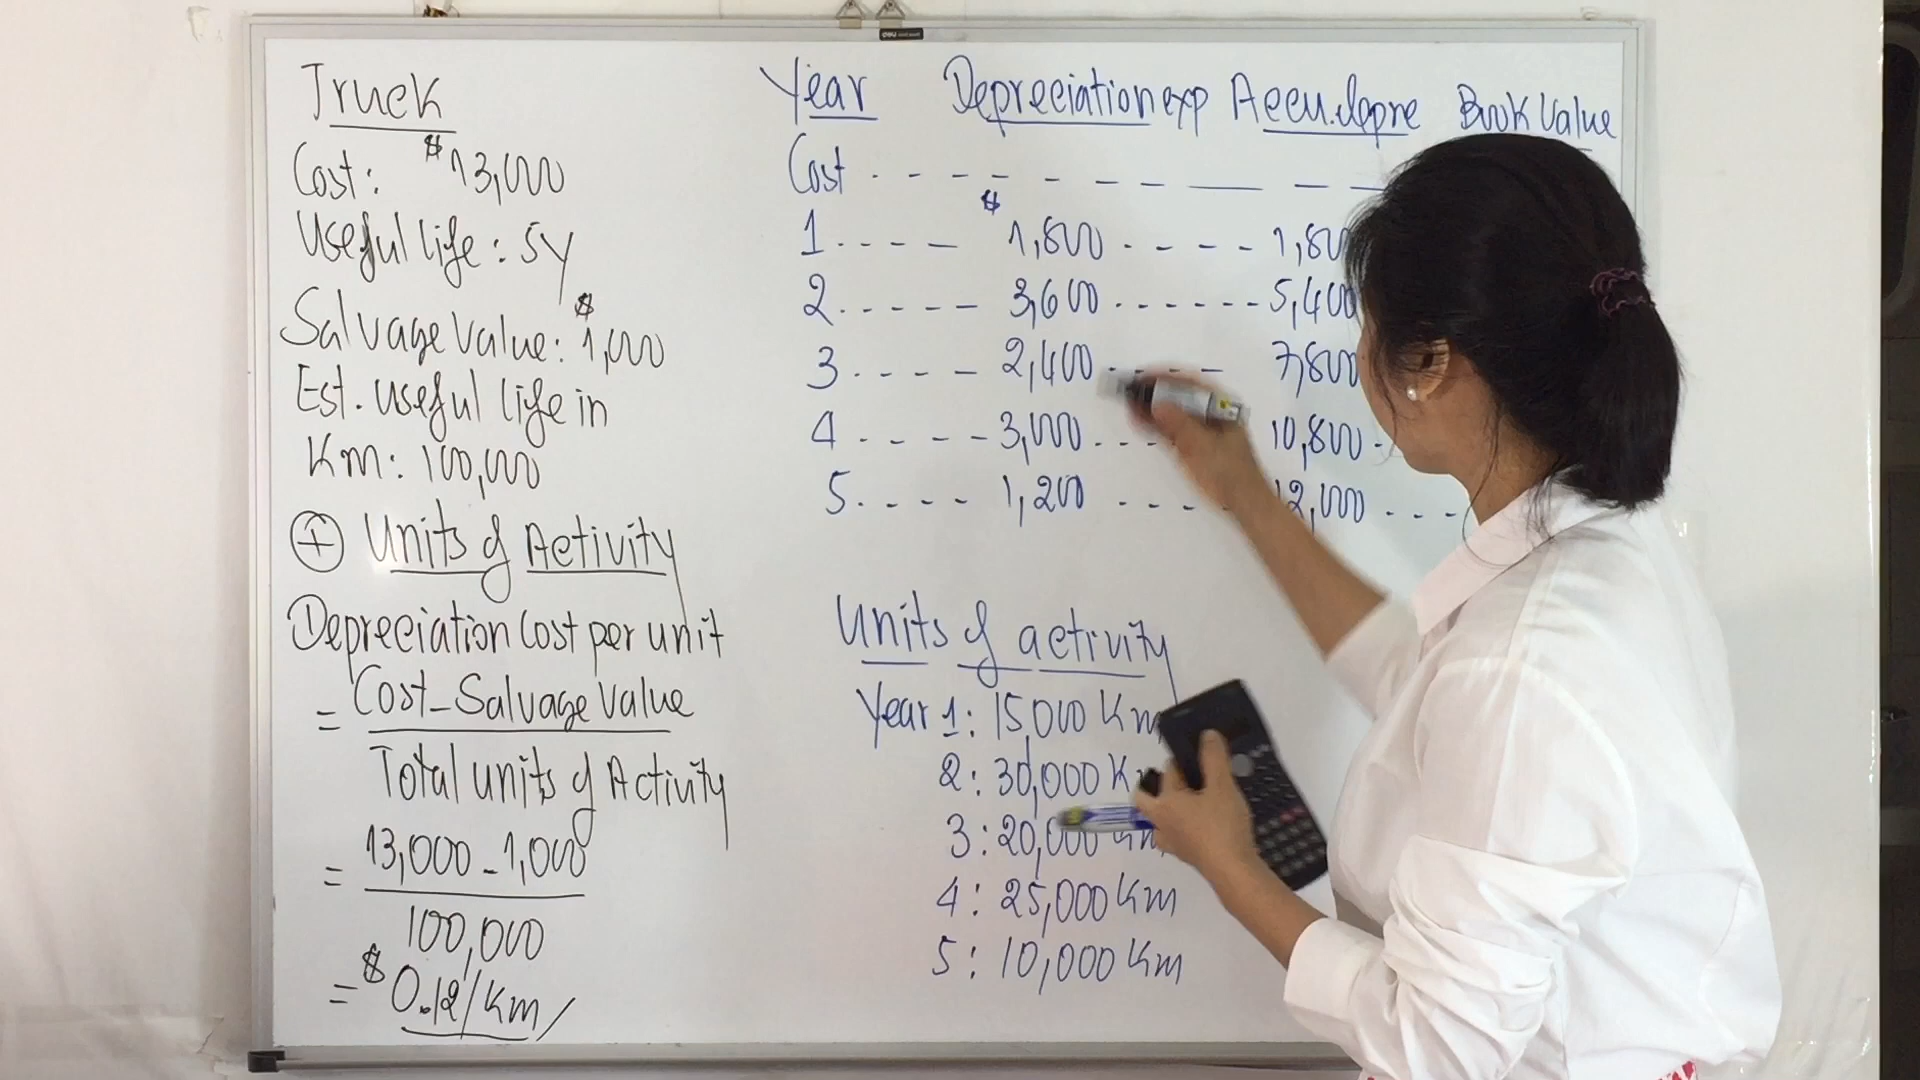 Truck
Cost: $13,000
Useful life: 5y
Salvage value: $1,000
Est. useful life in
Km: 100,000
+ Units of Activity
Depreciation Cost per unit
= Cost - Salvage value
Total units of Activity
= 13,000 - 1,000
100,000
= $0.12/km/
Year Depreciation exp Accu.depre Book Value
Cost . - - - - - - - - - -
1 . - - - $1,800 . - - - 1,800
2 . - - - - 3,600 . - - - - - 5,400
3 . - - - 2,400 . - - - 7,800
4 . - - - - 3,000 . - - 10,800 -
5 . - - - 1,200 . - - - 12,000 . - -
Units of activity
Year 1: 15,000 Km
2: 30,000 K
3: 20,000 Km
4: 25,000 Km
5: 10,000 Km
deli